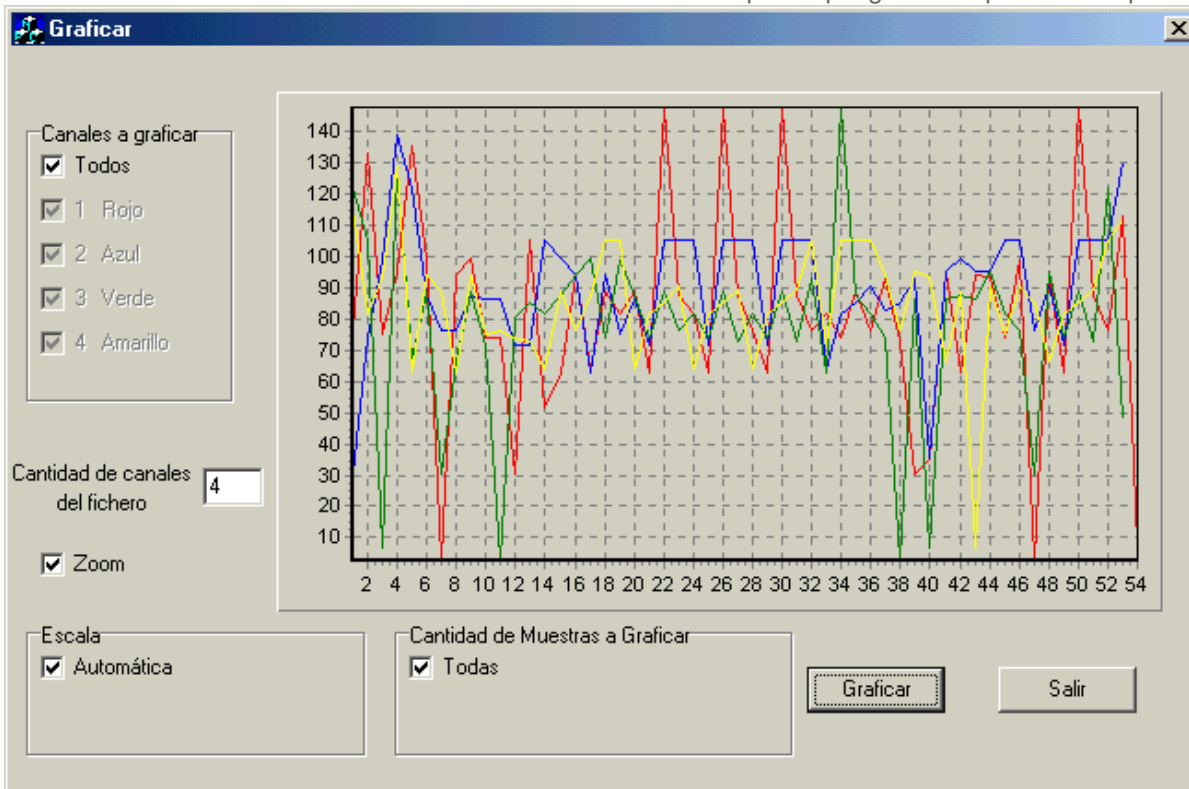 Graficar
Canales a graficar
Todos
1 Rojo
2 Azul
3 Verde
4 Amarillo
Cantidad de canales
del fichero
4
Zoom
140
130
120
110
100
90
80
70
60
50
40
30
20
10
2 4 6 8 10 12 14 16 18 20 22 24 26 28 30 32 34 36 38 40 42 44 46 48 50 52 54
Escala
Automática
Cantidad de Muestras a Graficar
Todas
Graficar
Salir